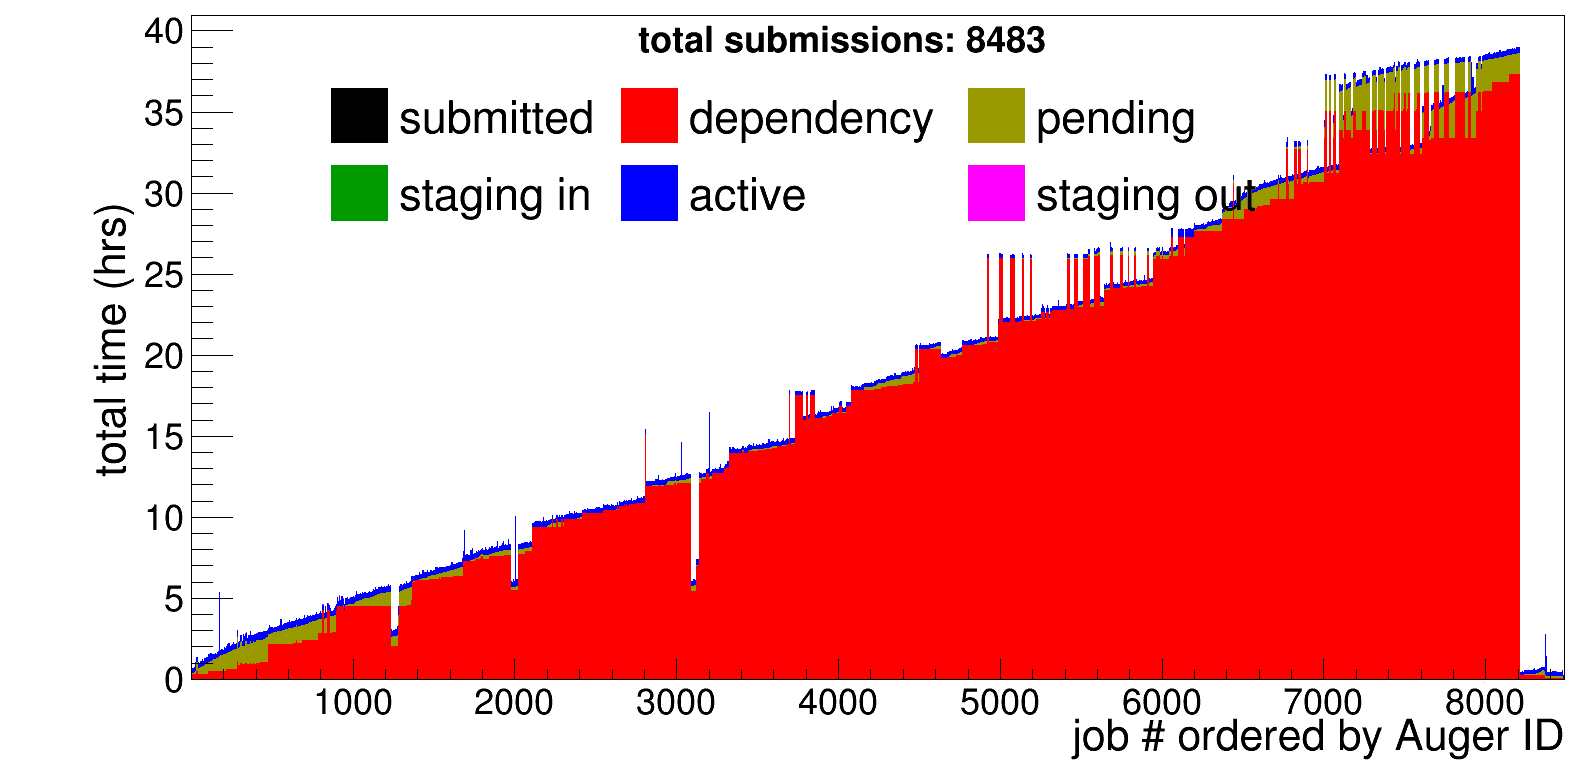 total submissions: 8483
submitted dependency pending
staging in active staging out
total time (hrs)
40
35
30
25
20
15
10
5
0
1000 2000 3000 4000 5000 6000 7000 8000
job # ordered by Auger ID